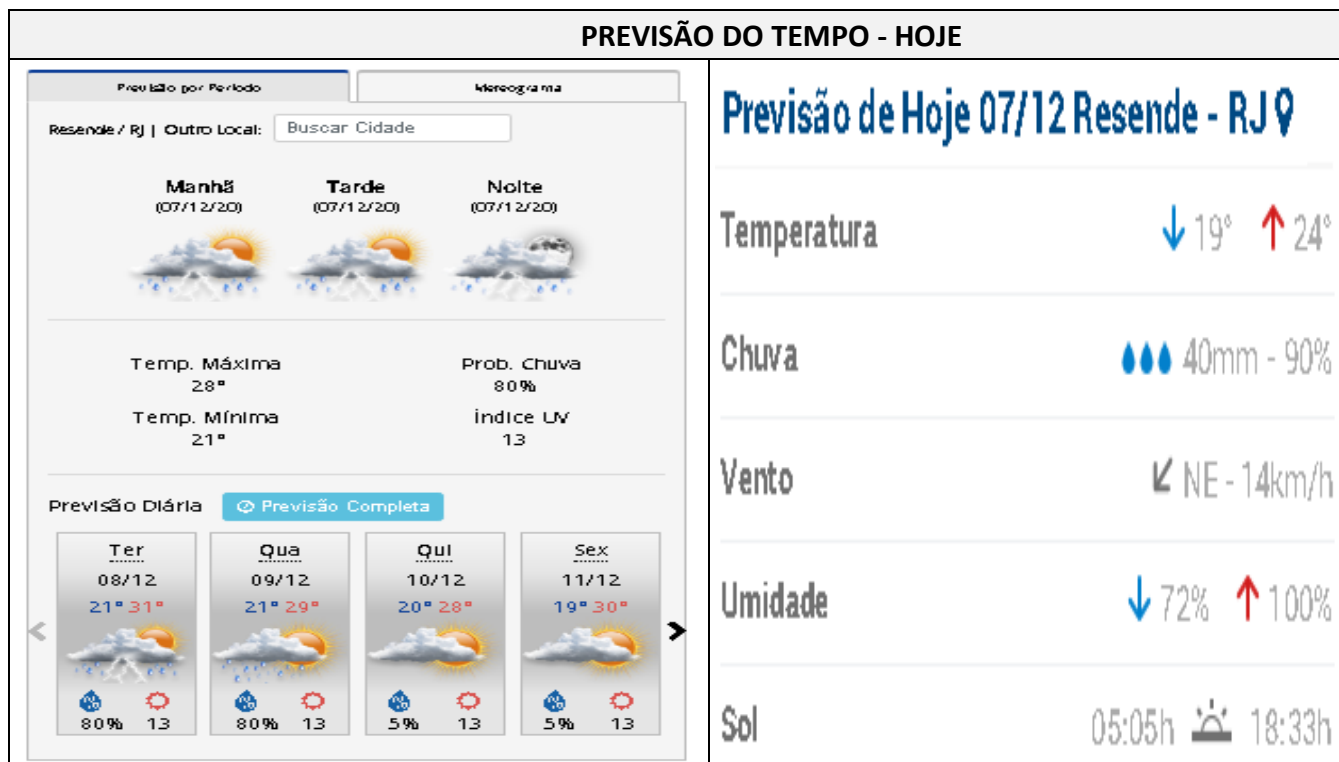 PREVISÃO DO TEMPO - HOJE
Previsão por Período
Meteograma
Resende / RJ | Outro Local: Buscar Cidade
Manhã Tarde Noite
(07/12/20) (07/12/20) (07/12/20)
Temp. Máxima Prob. Chuva
28° 80%
Temp. Mínima Índice UV
21° 13
Previsão Diária Previsão Completa
Ter Qua Qui Sex
08/12 09/12 10/12 11/12
21° 31° 21° 29° 20° 28° 19° 30°
< >
80% 13 80% 13 5% 13 5% 13
Previsão de Hoje 07/12 Resende - RJ
Temperatura ↓ 19° ↑ 24°
Chuva 40mm - 90%
Vento NE - 14km/h
Umidade ↓ 72% ↑ 100%
Sol 05:05h 18:33h